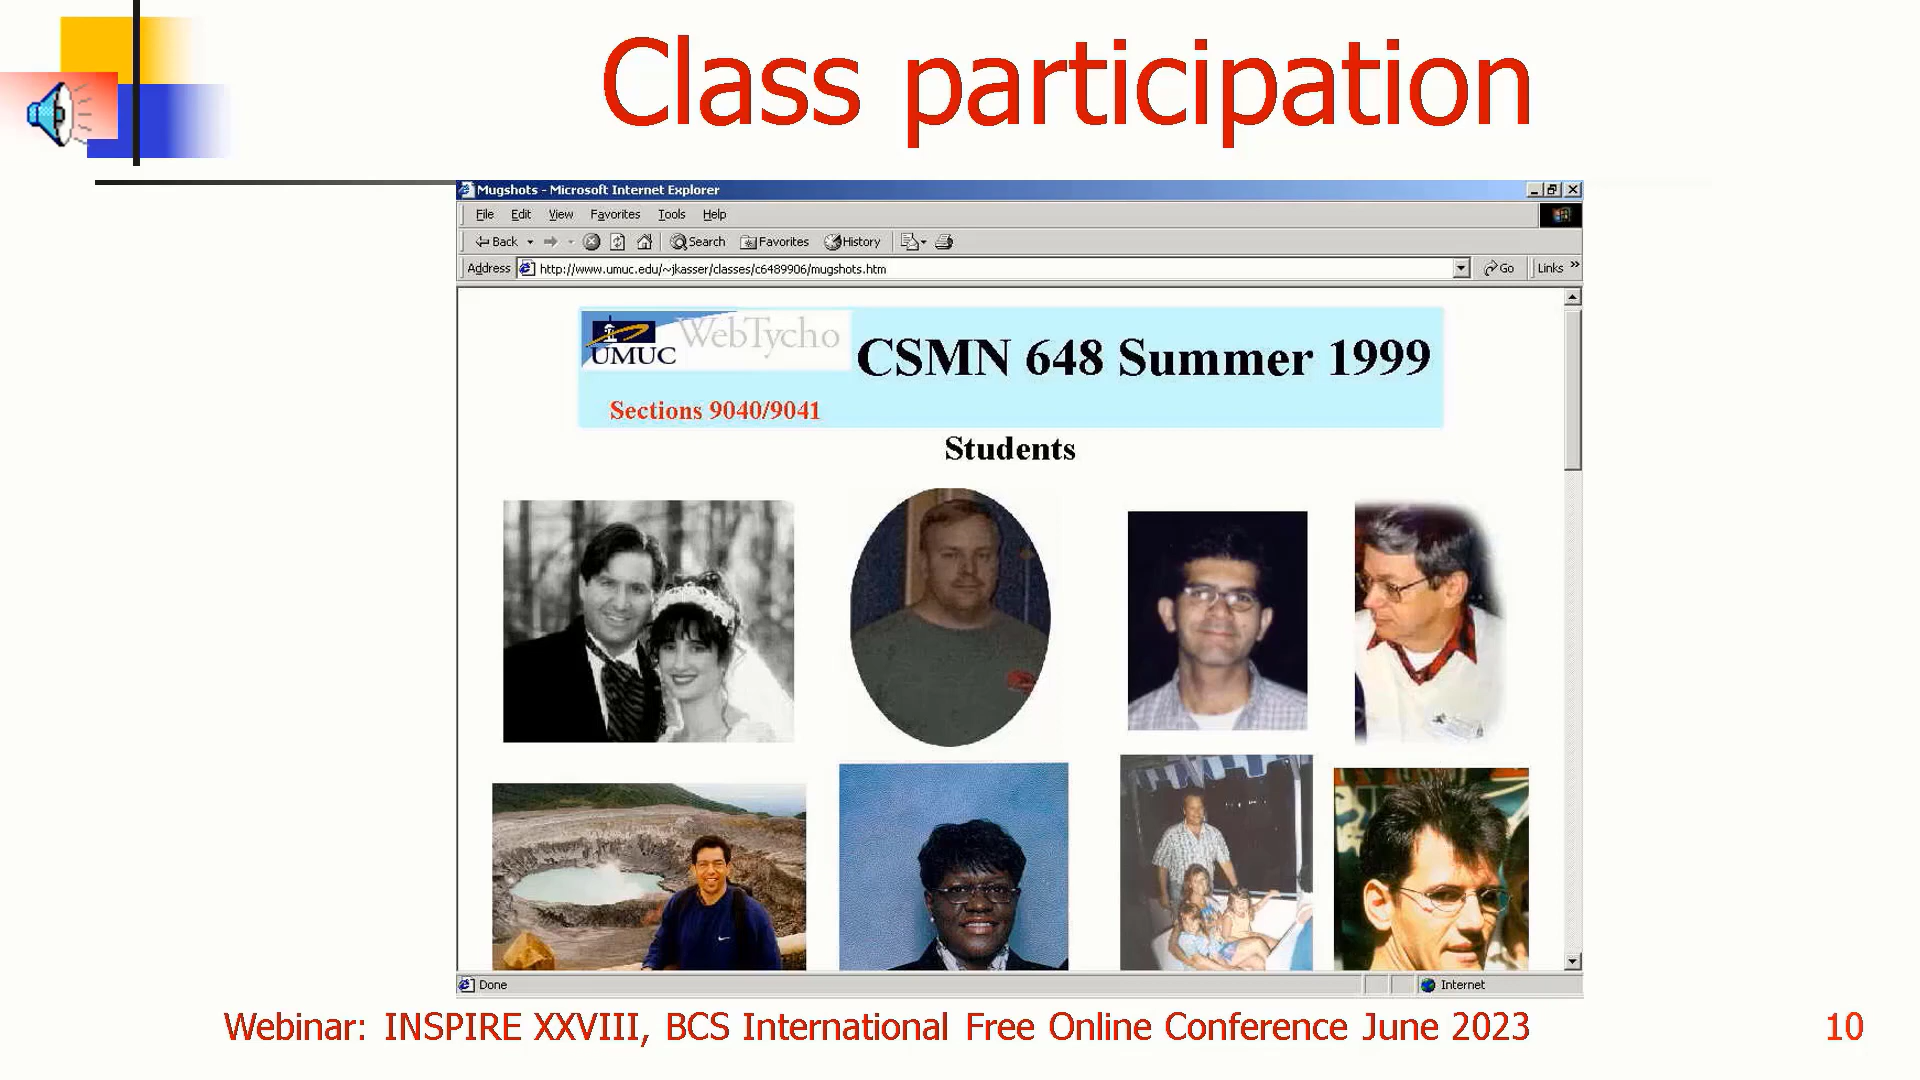 Class participation
Mugshots - Microsoft Internet Explorer
File Edit View Favorites Tools Help
Back Search Favorites History
Address http://www.umuc.edu/~jkasser/classes/c6489906/mugshots.htm Go Links »
WebTycho
UMUC
CSMN 648 Summer 1999
Sections 9040/9041
Students
Done Internet
Webinar: INSPIRE XXVIII, BCS International Free Online Conference June 2023 10